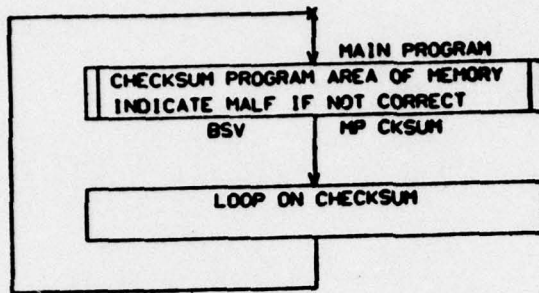 MAIN PROGRAM
CHECKSUM PROGRAM AREA OF MEMORY
INDICATE MALF IF NOT CORRECT
BSV MP CKSUM
LOOP ON CHECKSUM